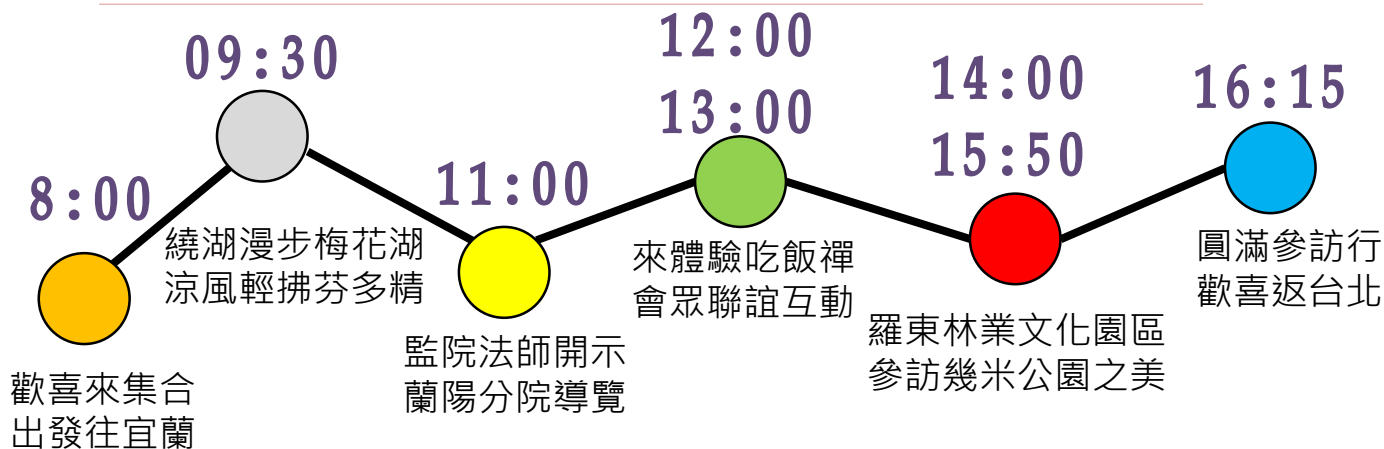 8:00
歡喜來集合
出發往宜蘭
09:30
繞湖漫步梅花湖
涼風輕拂芬多精
11:00
監院法師開示
蘭陽分院導覽
12:00
13:00
來體驗吃飯禪
會眾聯誼互動
14:00
15:50
羅東林業文化園區
參訪幾米公園之美
16:15
圓滿參訪行
歡喜返台北